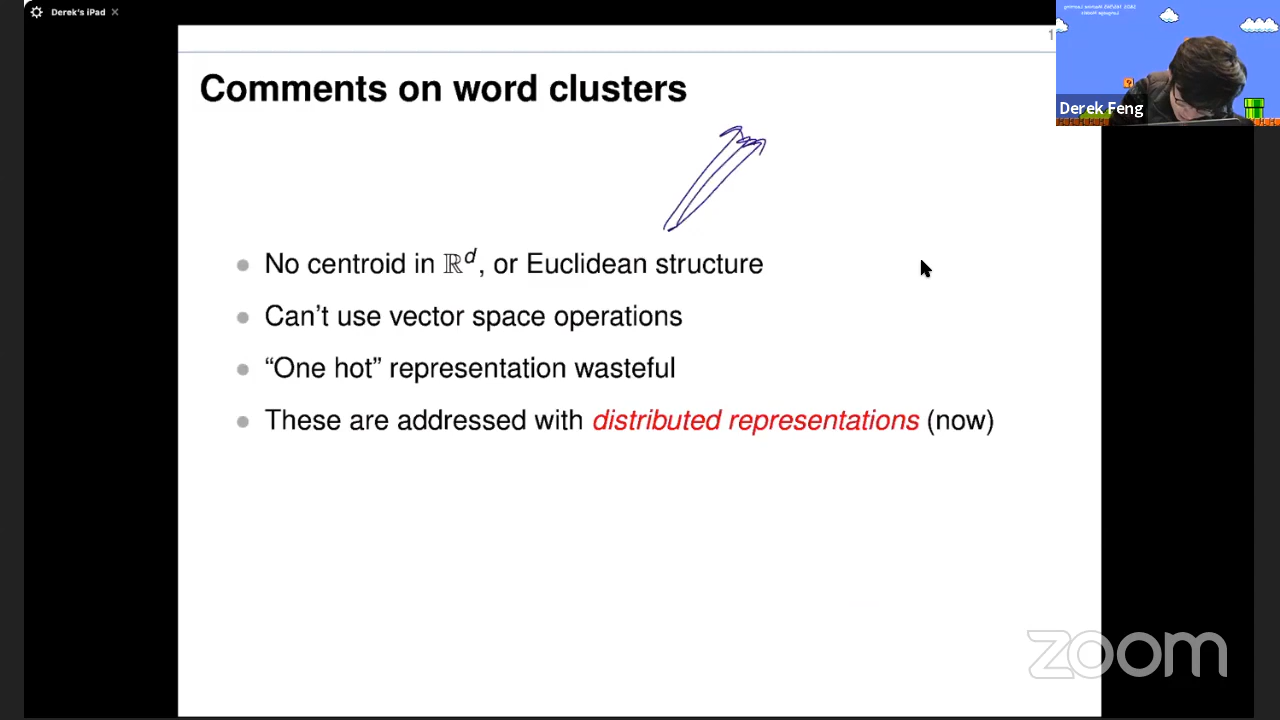 Derek's iPad
1
Comments on word clusters
Derek Feng
No centroid in ℝᵈ, or Euclidean structure
Can't use vector space operations
“One hot” representation wasteful
These are addressed with distributed representations (now)
zoom